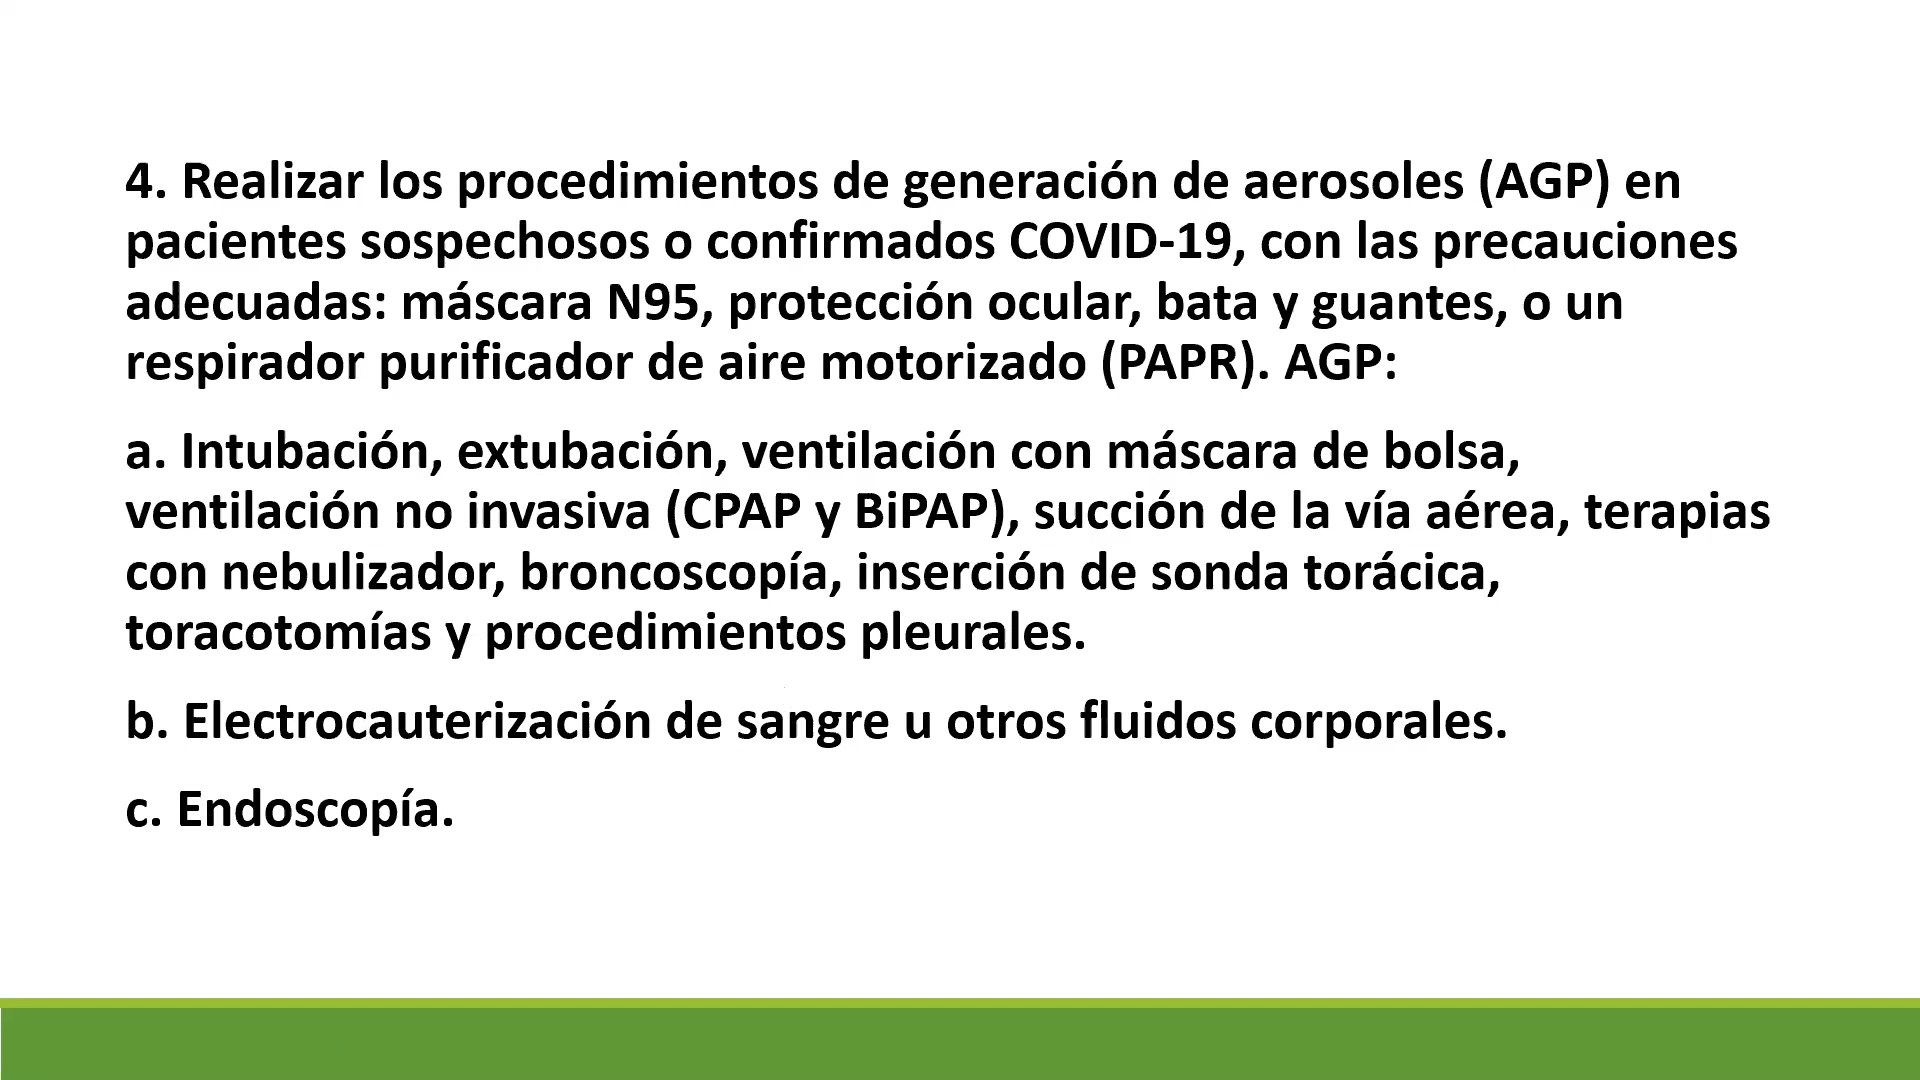 4. Realizar los procedimientos de generación de aerosoles (AGP) en
pacientes sospechosos o confirmados COVID-19, con las precauciones
adecuadas: máscara N95, protección ocular, bata y guantes, o un
respirador purificador de aire motorizado (PAPR). AGP:
a. Intubación, extubación, ventilación con máscara de bolsa,
ventilación no invasiva (CPAP y BiPAP), succión de la vía aérea, terapias
con nebulizador, broncoscopía, inserción de sonda torácica,
toracotomías y procedimientos pleurales.
b. Electrocauterización de sangre u otros fluidos corporales.
c. Endoscopía.